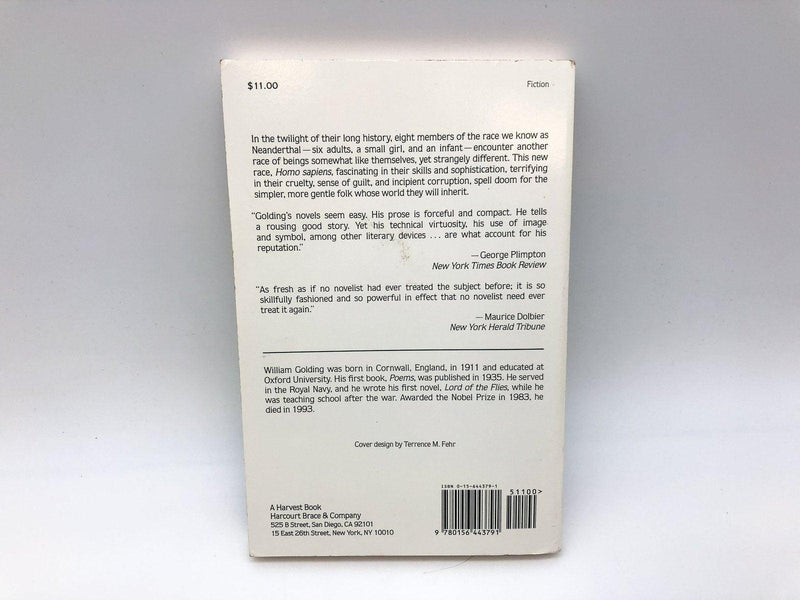 $11.00
Fiction
In the twilight of their long history, eight members of the race we know as
Neanderthal—six adults, a small girl, and an infant—encounter another
race of beings somewhat like themselves, yet strangely different. This new
race, Homo sapiens, fascinating in their skills and sophistication, terrifying
in their cruelty, sense of guilt, and incipient corruption, spell doom for the
simpler, more gentle folk whose world they will inherit.
"Golding's novels seem easy. His prose is forceful and compact. He tells
a rousing good story. Yet his technical virtuosity, his use of image
and symbol, among other literary devices ... are what account for his
reputation."
—George Plimpton
New York Times Book Review
"As fresh as if no novelist had ever treated the subject before; it is so
skillfully fashioned and so powerful in effect that no novelist need ever
treat it again."
—Maurice Dolbier
New York Herald Tribune
William Golding was born in Cornwall, England, in 1911 and educated at
Oxford University. His first book, Poems, was published in 1935. He served
in the Royal Navy, and he wrote his first novel, Lord of the Flies, while he
was teaching school after the war. Awarded the Nobel Prize in 1983, he
died in 1993.
Cover design by Terrence M. Fehr
A Harvest Book
Harcourt Brace & Company
525 B Street, San Diego, CA 92101
15 East 26th Street, New York, NY 10010
ISBN 0-15-644379-1
51100>
9 780156 443791